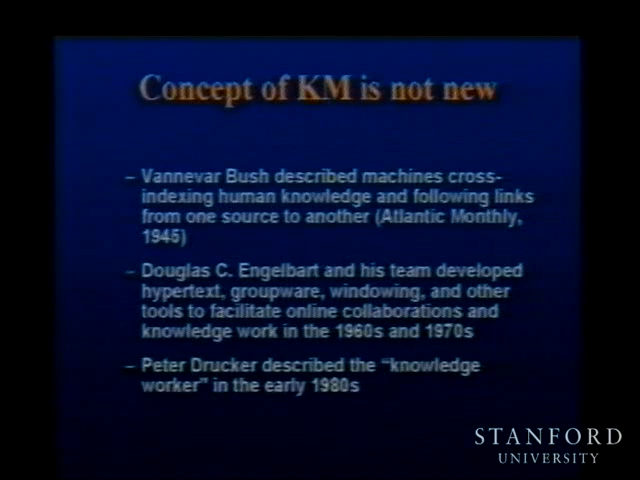 Concept of KM is not new
– Vannevar Bush described machines cross-
indexing human knowledge and following links
from one source to another (Atlantic Monthly,
1945)
– Douglas C. Engelbart and his team developed
hypertext, groupware, windowing, and other
tools to facilitate online collaborations and
knowledge work in the 1960s and 1970s
– Peter Drucker described the “knowledge
worker” in the early 1980s
STANFORD
UNIVERSITY